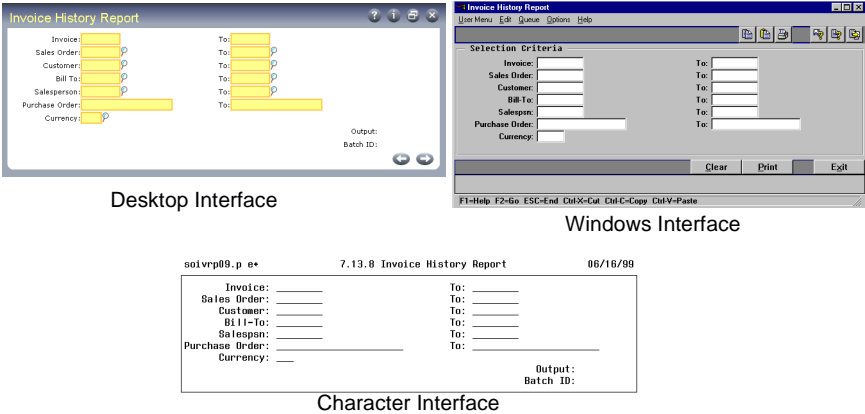 Invoice History Report
Invoice: To:
Sales Order: To:
Customer: To:
Bill To: To:
Salesperson: To:
Purchase Order: To:
Currency:
Output:
Batch ID:
Desktop Interface
Invoice History Report
User Menu Edit Queue Options Help
Selection Criteria
Invoice: To:
Sales Order: To:
Customer: To:
Bill-To: To:
Salespsn: To:
Purchase Order: To:
Currency:
Clear Print Exit
F1=Help F2=Go ESC=End Ctrl-X=Cut Ctrl-C=Copy Ctrl-V=Paste
Windows Interface
soivrp09.p e* 7.13.8 Invoice History Report 06/16/99
Invoice: To:
Sales Order: To:
Customer: To:
Bill-To: To:
Salespsn: To:
Purchase Order: To:
Currency:
Output:
Batch ID:
Character Interface